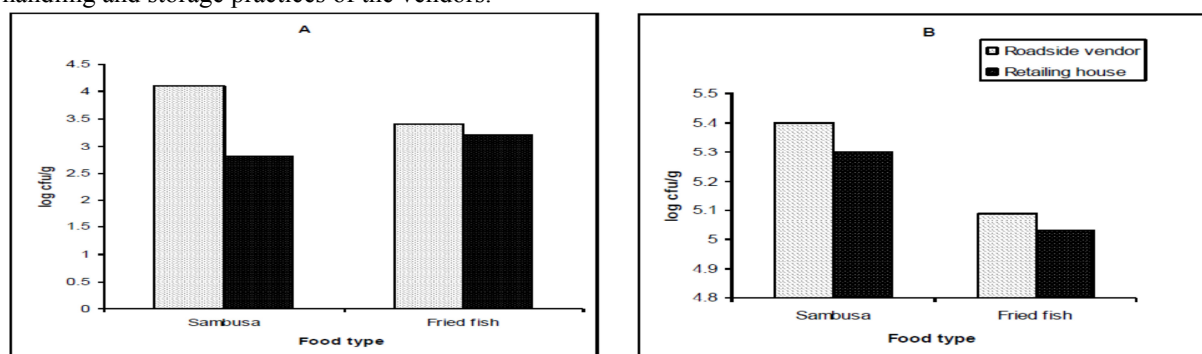 handling and storage practices of the vendors.
A
4.5
4
3.5
3
2.5
2
1.5
1
0.5
0
log cfu/g
Sambusa
Fried fish
Food type
B
Roadside vendor
Retailing house
5.5
5.4
5.3
5.2
5.1
5
4.9
4.8
log cfu/g
Sambusa
Fried fish
Food type